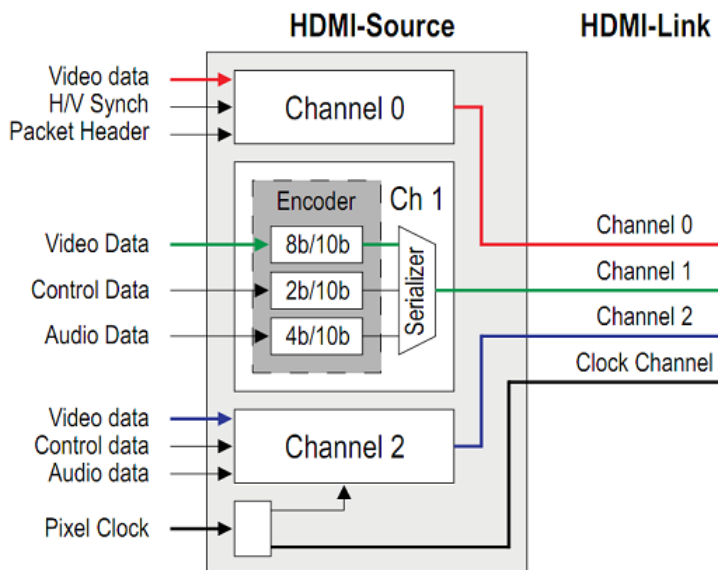 HDMI-Source
HDMI-Link
Video data
H/V Synch
Packet Header
Channel 0
Encoder
Ch 1
8b/10b
2b/10b
4b/10b
Serializer
Video Data
Control Data
Audio Data
Channel 0
Channel 1
Channel 2
Clock Channel
Video data
Control data
Audio data
Channel 2
Pixel Clock